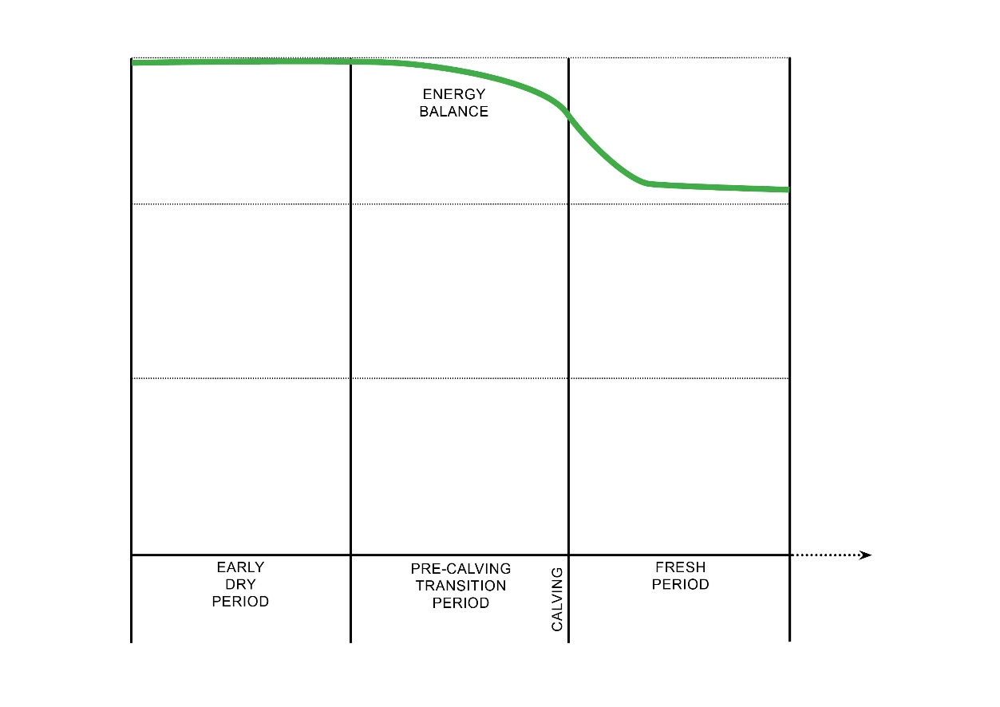 ENERGY
BALANCE
EARLY
DRY
PERIOD
PRE-CALVING
TRANSITION
PERIOD
CALVING
FRESH
PERIOD